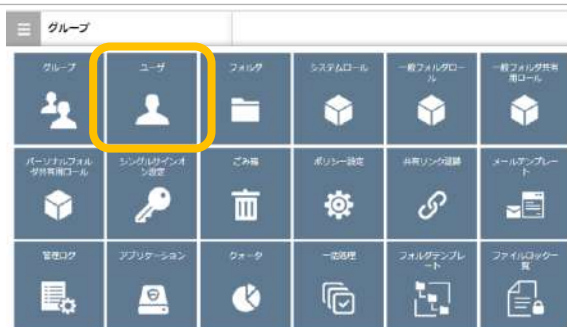 グループ
グループ
ユーザ
フォルダ
システムロール
一般フォルダロー
ル
一般フォルダ共有
用ロール
パーソナルフォル
ダ共有用ロール
シングルサインオ
ン設定
ごみ箱
ポリシー設定
共有リンク追跡
メールテンプレー
ト
管理ログ
アプリケーション
クォータ
一括処理
フォルダテンプレ
ート
ファイルロック一
覧